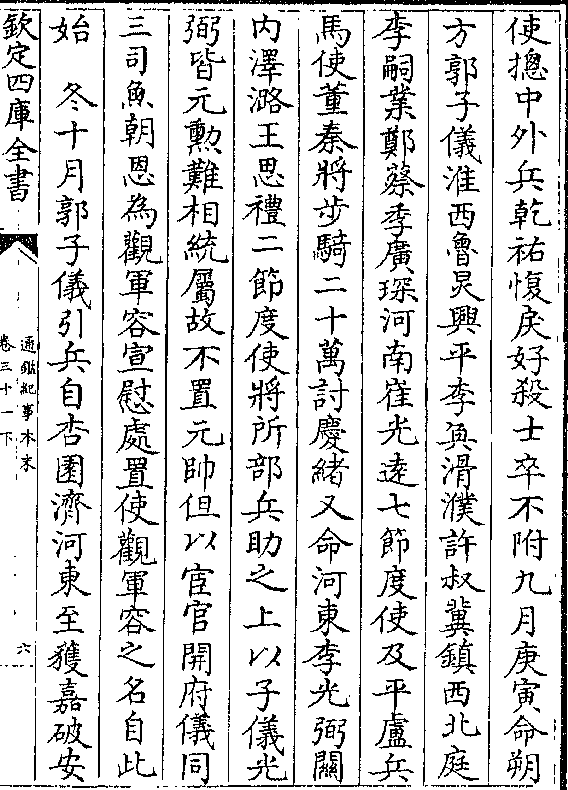 使摠中外兵乾祐愎戾好殺士卒不附九月庚寅命朔
方郭子儀淮西魯炅興平李奐滑濮許叔冀鎮西北庭
李嗣業鄭蔡季廣琛河南崔光逺七節度使及平盧兵
馬使董秦將步騎二十萬討慶緒又命河東李光弼關
内澤潞王思禮二節度使將所部兵助之上以子儀光
弼皆元勲難相統屬故不置元帥但以宦官開府儀同
三司魚朝恩為觀軍容宣慰處置使觀軍容之名自此
始　冬十月郭子儀引兵自杏園濟河東至獲嘉破安
欽定四庫全書
通鑑紀事本末
卷三十一下
六